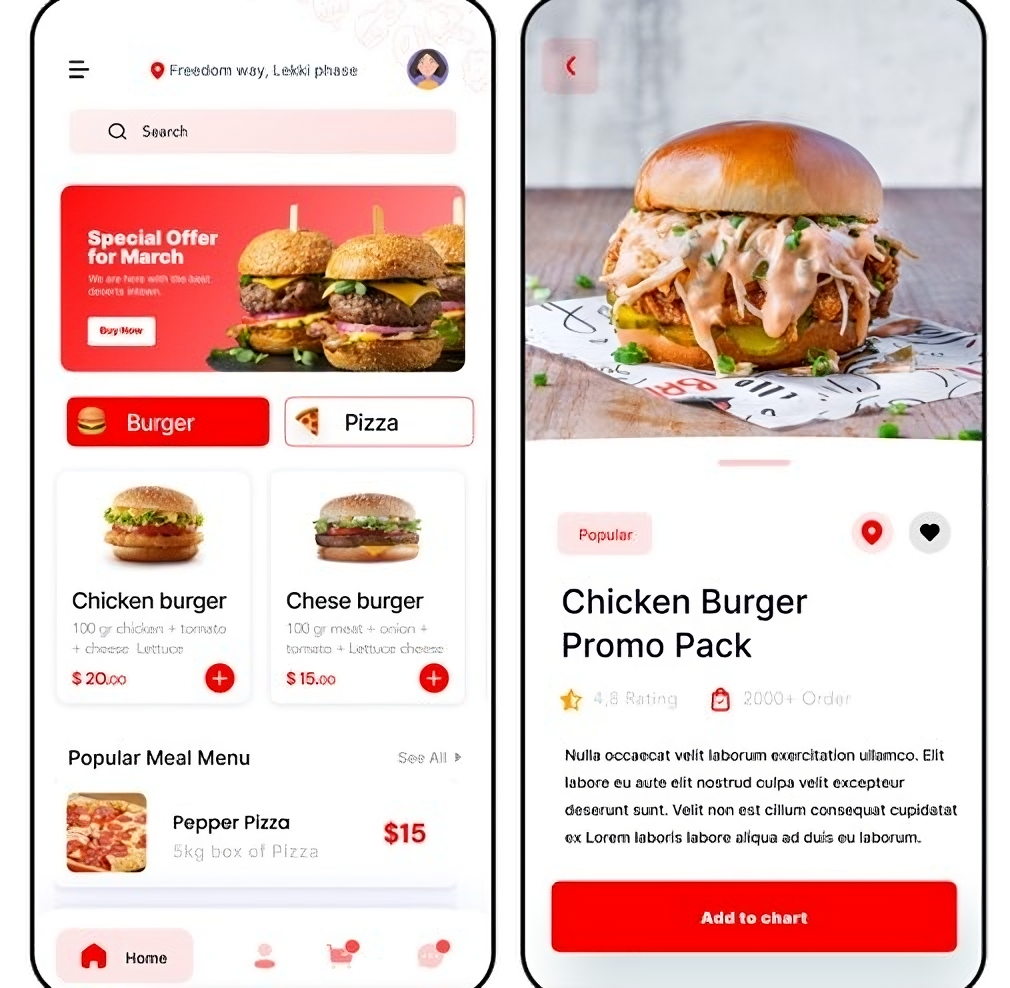 Freedom way, Lekki phase
Search
Special Offer
for March
We are here with the best
deserts intown.
Buy Now
Burger
Pizza
Chicken burger
100 gr chicken + tomato
+ cheese Lettuce
$ 20.00
Chese burger
100 gr meat + onion +
tomato + Lettuce cheese
$ 15.00
Popular Meal Menu
See All
Pepper Pizza
5kg box of Pizza
$15
Home
Popular
Chicken Burger
Promo Pack
4,8 Rating
2000+ Order
Nulla occaecat velit laborum exercitation ullamco. Elit
labore eu aute elit nostrud culpa velit excepteur
deserunt sunt. Velit non est cillum consequat cupidatat
ex Lorem laboris labore aliqua ad duis eu laborum.
Add to chart